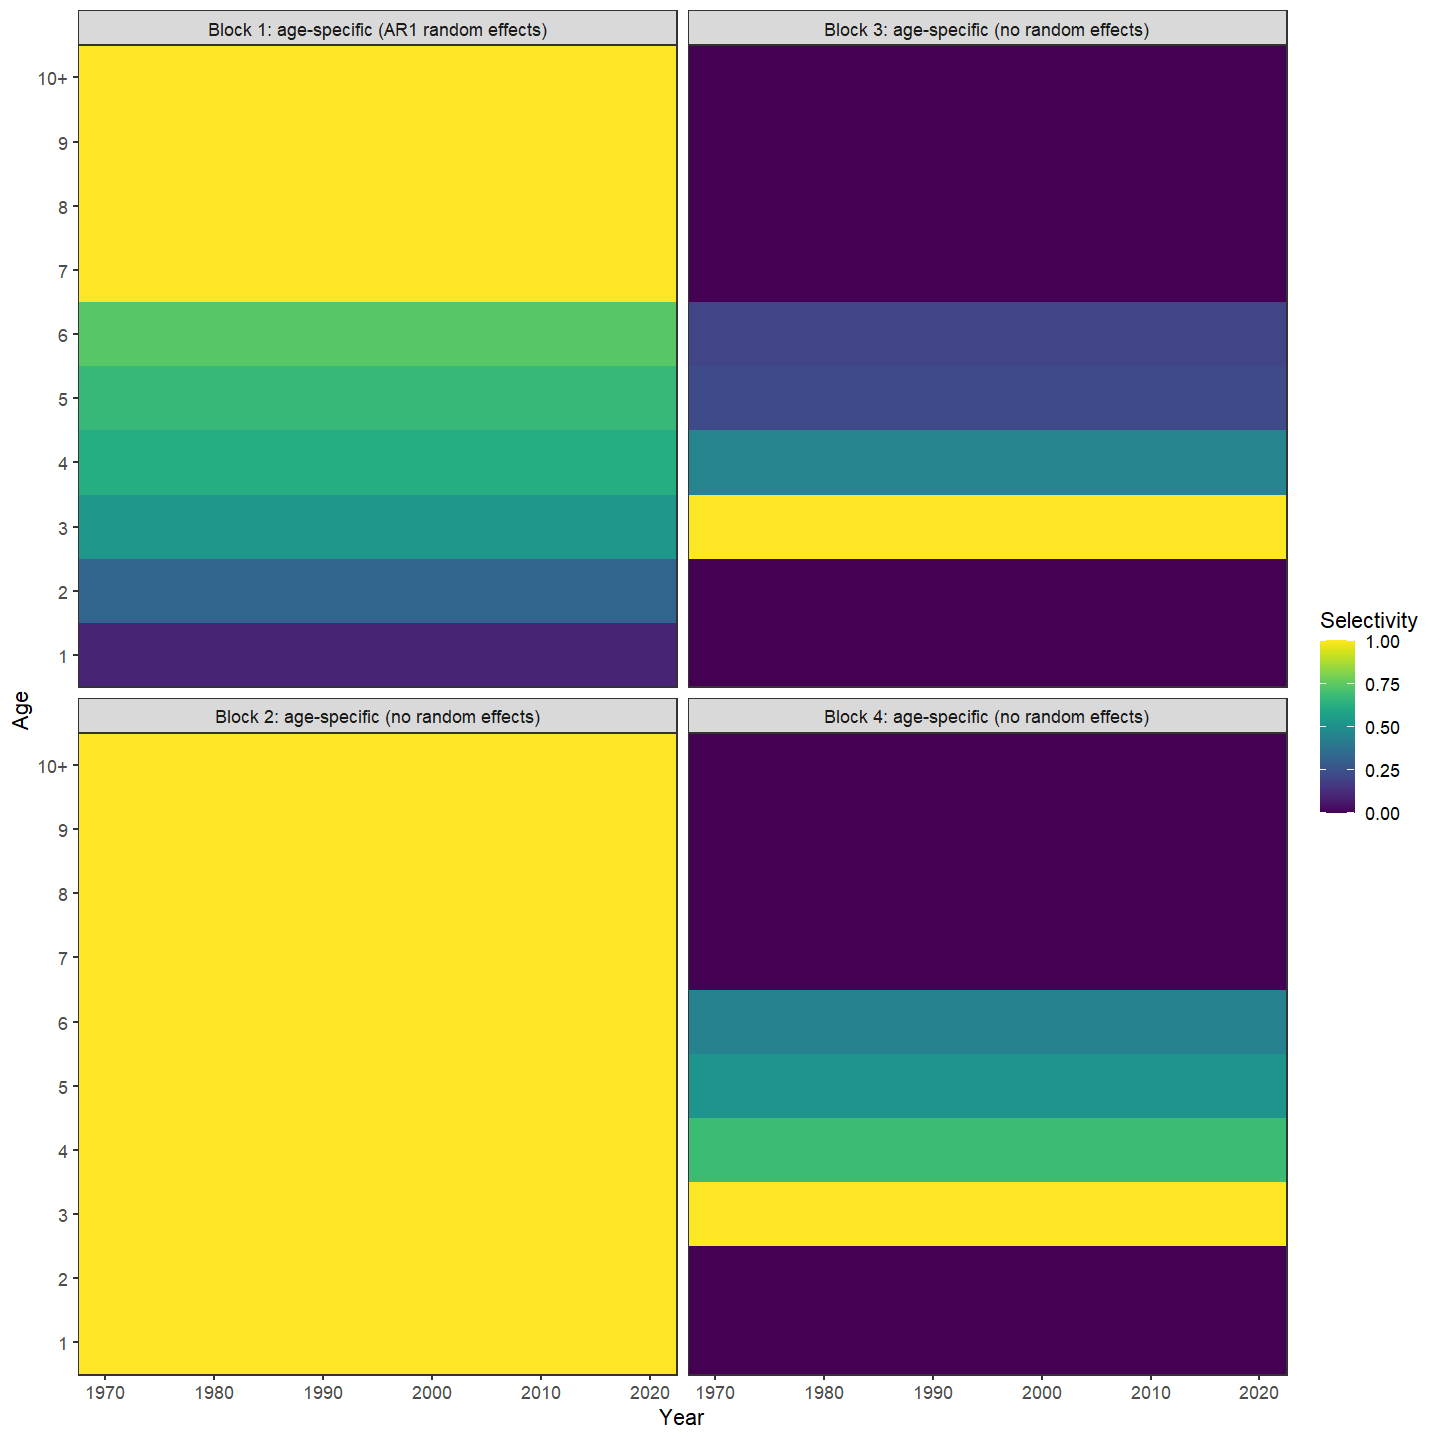 Block 1: age-specific (AR1 random effects)
Block 3: age-specific (no random effects)
10+
9
8
7
6
5
4
3
2
1
Block 2: age-specific (no random effects)
Block 4: age-specific (no random effects)
10+
9
8
7
6
5
4
3
2
1
1970 1980 1990 2000 2010 2020
1970 1980 1990 2000 2010 2020
Year
Age
Selectivity
1.00
0.75
0.50
0.25
0.00